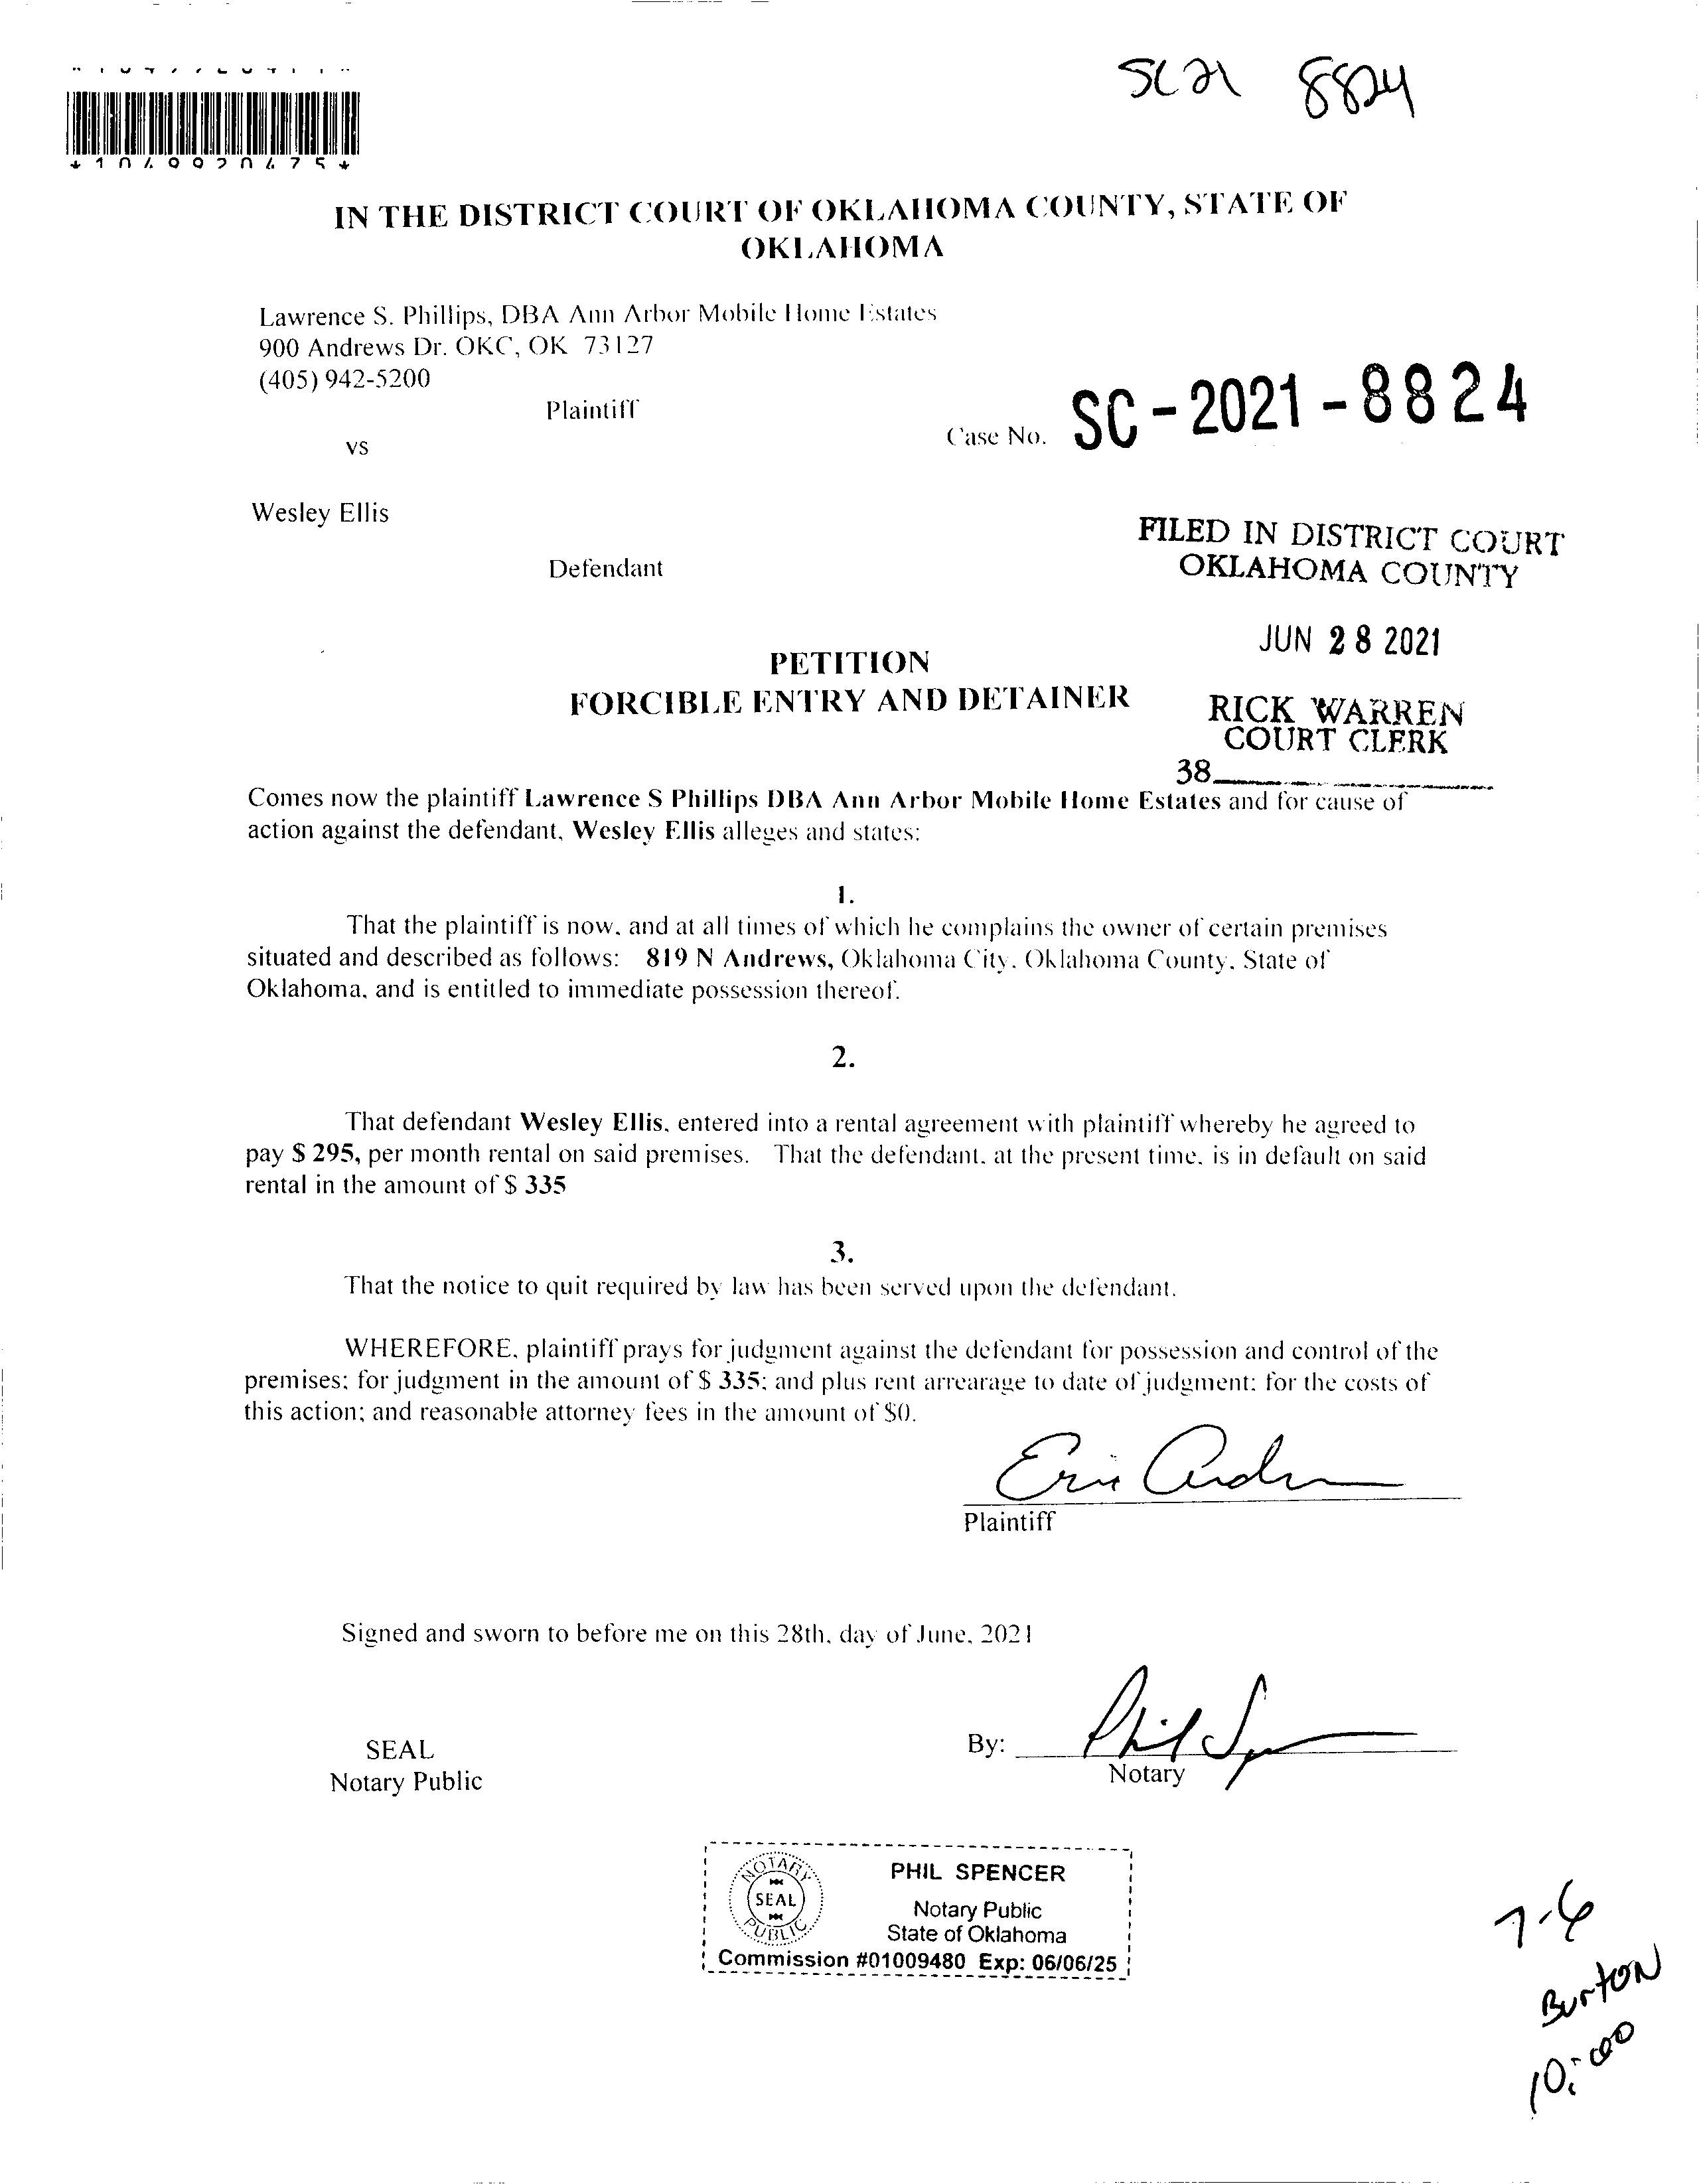 SC21 8824
IN THE DISTRICT COURT OF OKLAHOMA COUNTY, STATE OF
OKLAHOMA
Lawrence S. Phillips, DBA Ann Arbor Mobile Home Estates
900 Andrews Dr. OKC, OK 73127
(405) 942-5200
Plaintiff
vs
Case No. SC-2021-8824
Wesley Ellis
Defendant
FILED IN DISTRICT COURT
OKLAHOMA COUNTY
JUN 28 2021
RICK WARREN
COURT CLERK
38
PETITION
FORCIBLE ENTRY AND DETAINER
Comes now the plaintiff Lawrence S Phillips DBA Ann Arbor Mobile Home Estates and for cause of
action against the defendant, Wesley Ellis alleges and states:
1.
That the plaintiff is now, and at all times of which he complains the owner of certain premises
situated and described as follows: 819 N Andrews, Oklahoma City, Oklahoma County, State of
Oklahoma, and is entitled to immediate possession thereof.
2.
That defendant Wesley Ellis, entered into a rental agreement with plaintiff whereby he agreed to
pay $ 295, per month rental on said premises. That the defendant, at the present time, is in default on said
rental in the amount of $ 335
3.
That the notice to quit required by law has been served upon the defendant.
WHEREFORE, plaintiff prays for judgment against the defendant for possession and control of the
premises; for judgment in the amount of $ 335; and plus rent arrearage to date of judgment; for the costs of
this action; and reasonable attorney fees in the amount of $0.
Plaintiff
Signed and sworn to before me on this 28th, day of June, 2021
SEAL
Notary Public
By:
Notary
NOTARY
SEAL
PUBLIC
PHIL SPENCER
Notary Public
State of Oklahoma
Commission #01009480 Exp: 06/06/25
7-6
Burton
10:00